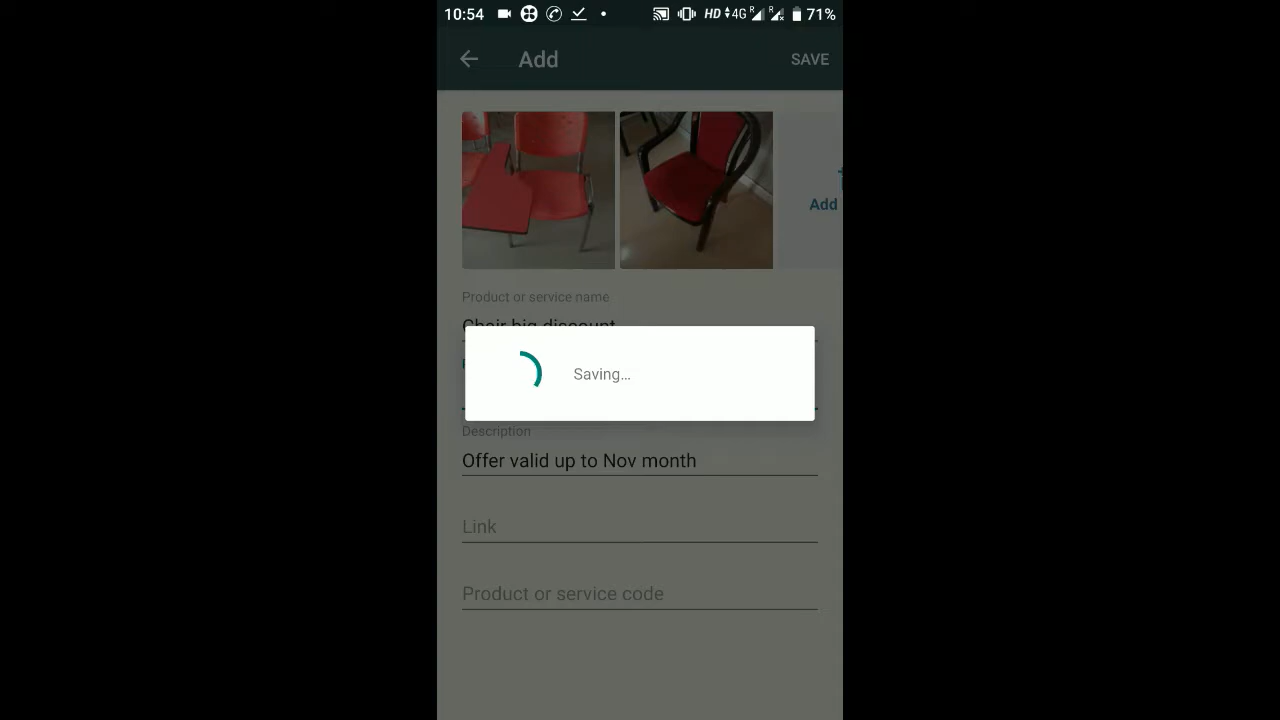 10:54 HD 4G R R 71%
Add SAVE
Add
Product or service name
Chair big discount
Saving...
Description
Offer valid up to Nov month
Link
Product or service code